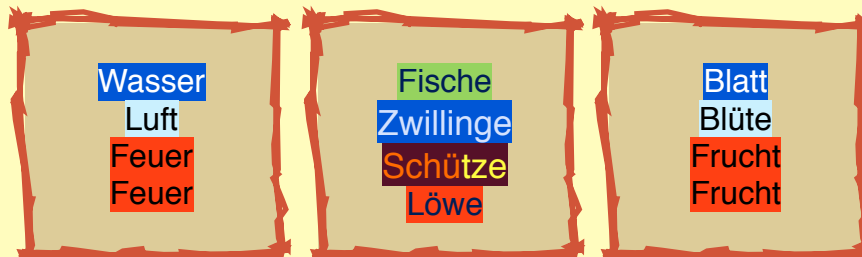 Wasser
Luft
Feuer
Feuer
Fische
Zwillinge
Schütze
Löwe
Blatt
Blüte
Frucht
Frucht